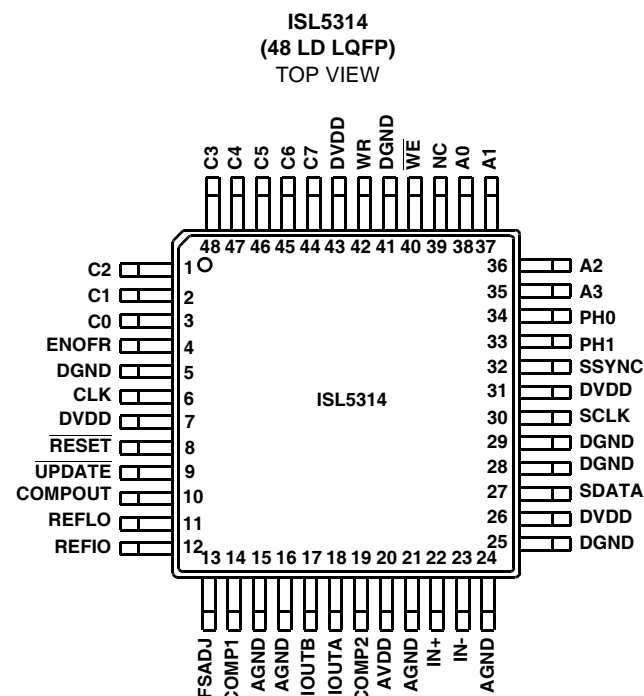 ISL5314
(48 LD LQFP)
TOP VIEW
C3 C4 C5 C6 C7 DVDD WR DGND WE NC A0 A1
48 47 46 45 44 43 42 41 40 39 38 37
C2 1 36 A2
C1 2 35 A3
C0 3 34 PH0
ENOFR 4 33 PH1
DGND 5 32 SSYNC
CLK 6 ISL5314 31 DVDD
DVDD 7 30 SCLK
RESET 8 29 DGND
UPDATE 9 28 DGND
COMPOUT 10 27 SDATA
REFLO 11 26 DVDD
REFIO 12 25 DGND
13 14 15 16 17 18 19 20 21 22 23 24
FSADJ COMP1 AGND AGND IOUTB IOUTA COMP2 AVDD AGND IN+ IN- AGND